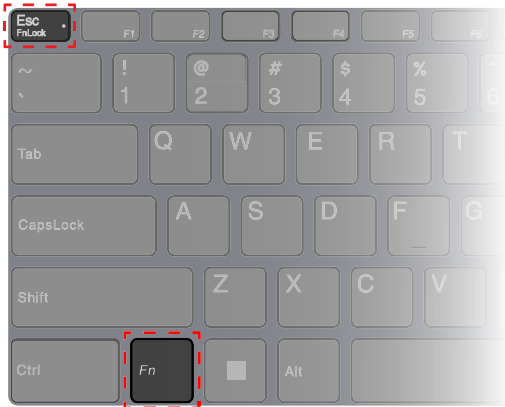 Esc F1 F2 F3 F4 F5 F6
FnLock
~ ! @ # $ % ^
` 1 2 3 4 5 6
Tab Q W E R T
CapsLock A S D F G
Shift Z X C V
Ctrl Fn Alt